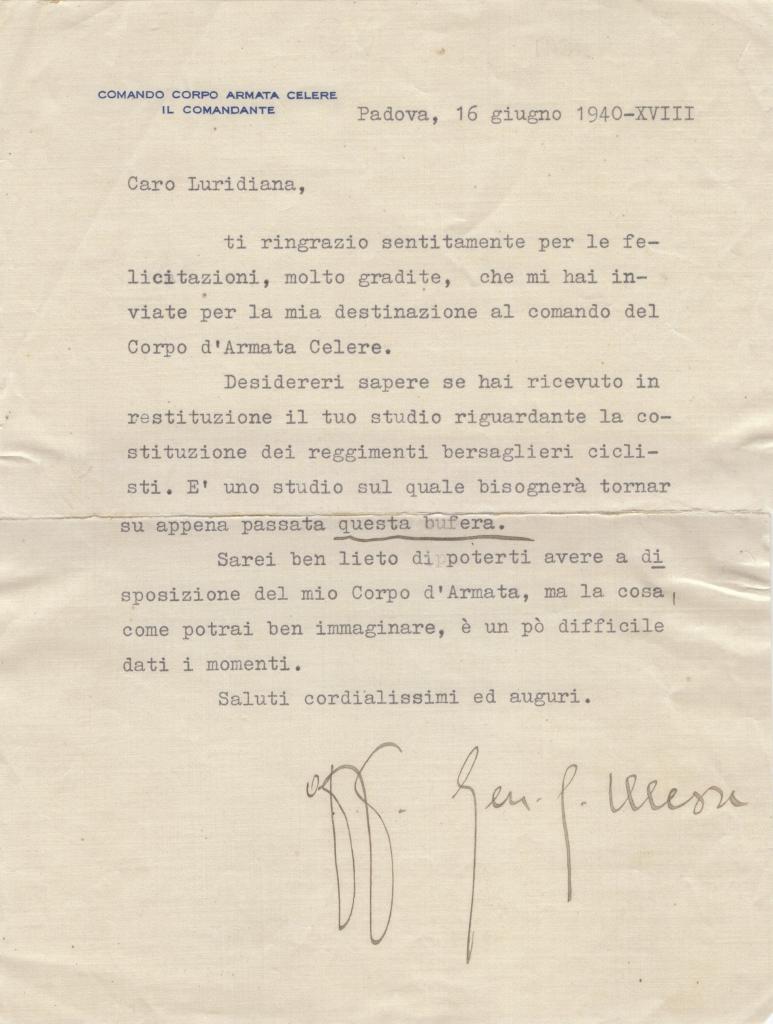 COMANDO CORPO ARMATA CELERE
IL COMANDANTE
Padova, 16 giugno 1940-XVIII
Caro Luridiana,
ti ringrazio sentitamente per le fe-
licitazioni, molto gradite, che mi hai in-
viate per la mia destinazione al comando del
Corpo d'Armata Celere.
Desidereri sapere se hai ricevuto in
restituzione il tuo studio riguardante la co-
stituzione dei reggimenti bersaglieri cicli-
sti. E' uno studio sul quale bisognerà tornar
su appena passata questa bufera.
Sarei ben lieto di poterti avere a di
sposizione del mio Corpo d'Armata, ma la cosa,
come potrai ben immaginare, è un pò difficile
dati i momenti.
Saluti cordialissimi ed auguri.
Gen. G. Messe